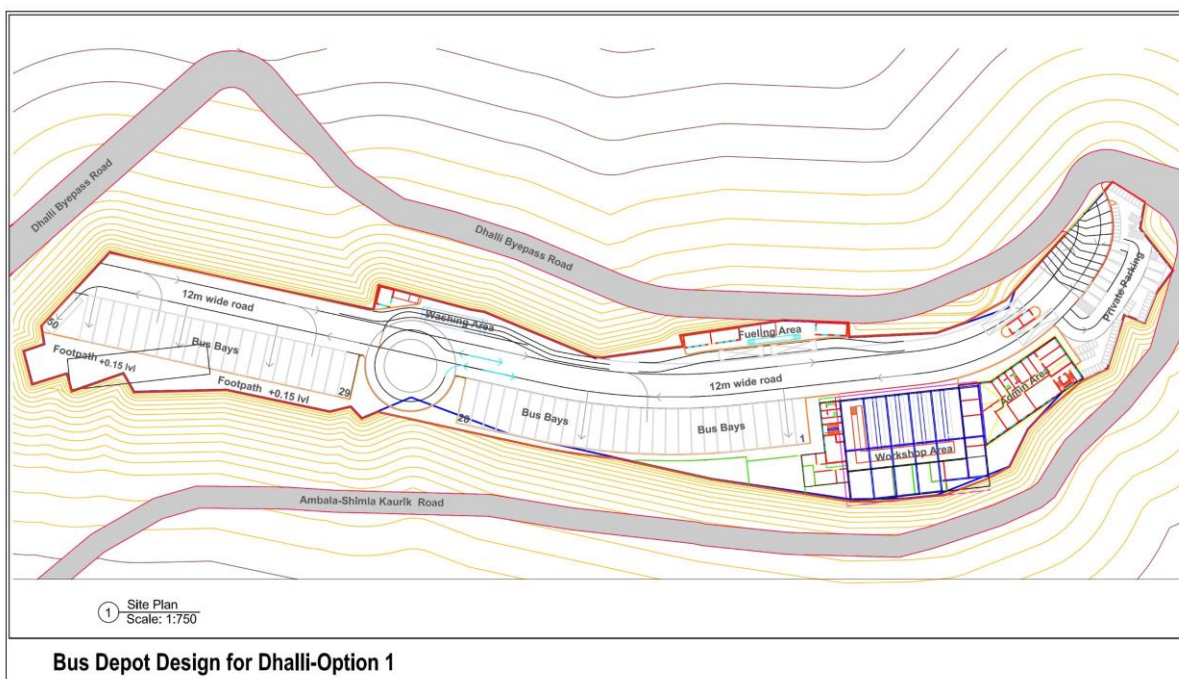 Dhalli Byepass Road
Dhalli Byepass Road
12m wide road
Washing Area
Fueling Area
Private Parking
50
Bus Bays
Footpath +0.15 lvl
Footpath +0.15 lvl
29
28
Bus Bays
12m wide road
Bus Bays
1
Admin Area
Workshop Area
Ambala-Shimla Kaurik Road
1 Site Plan
Scale: 1:750
Bus Depot Design for Dhalli-Option 1